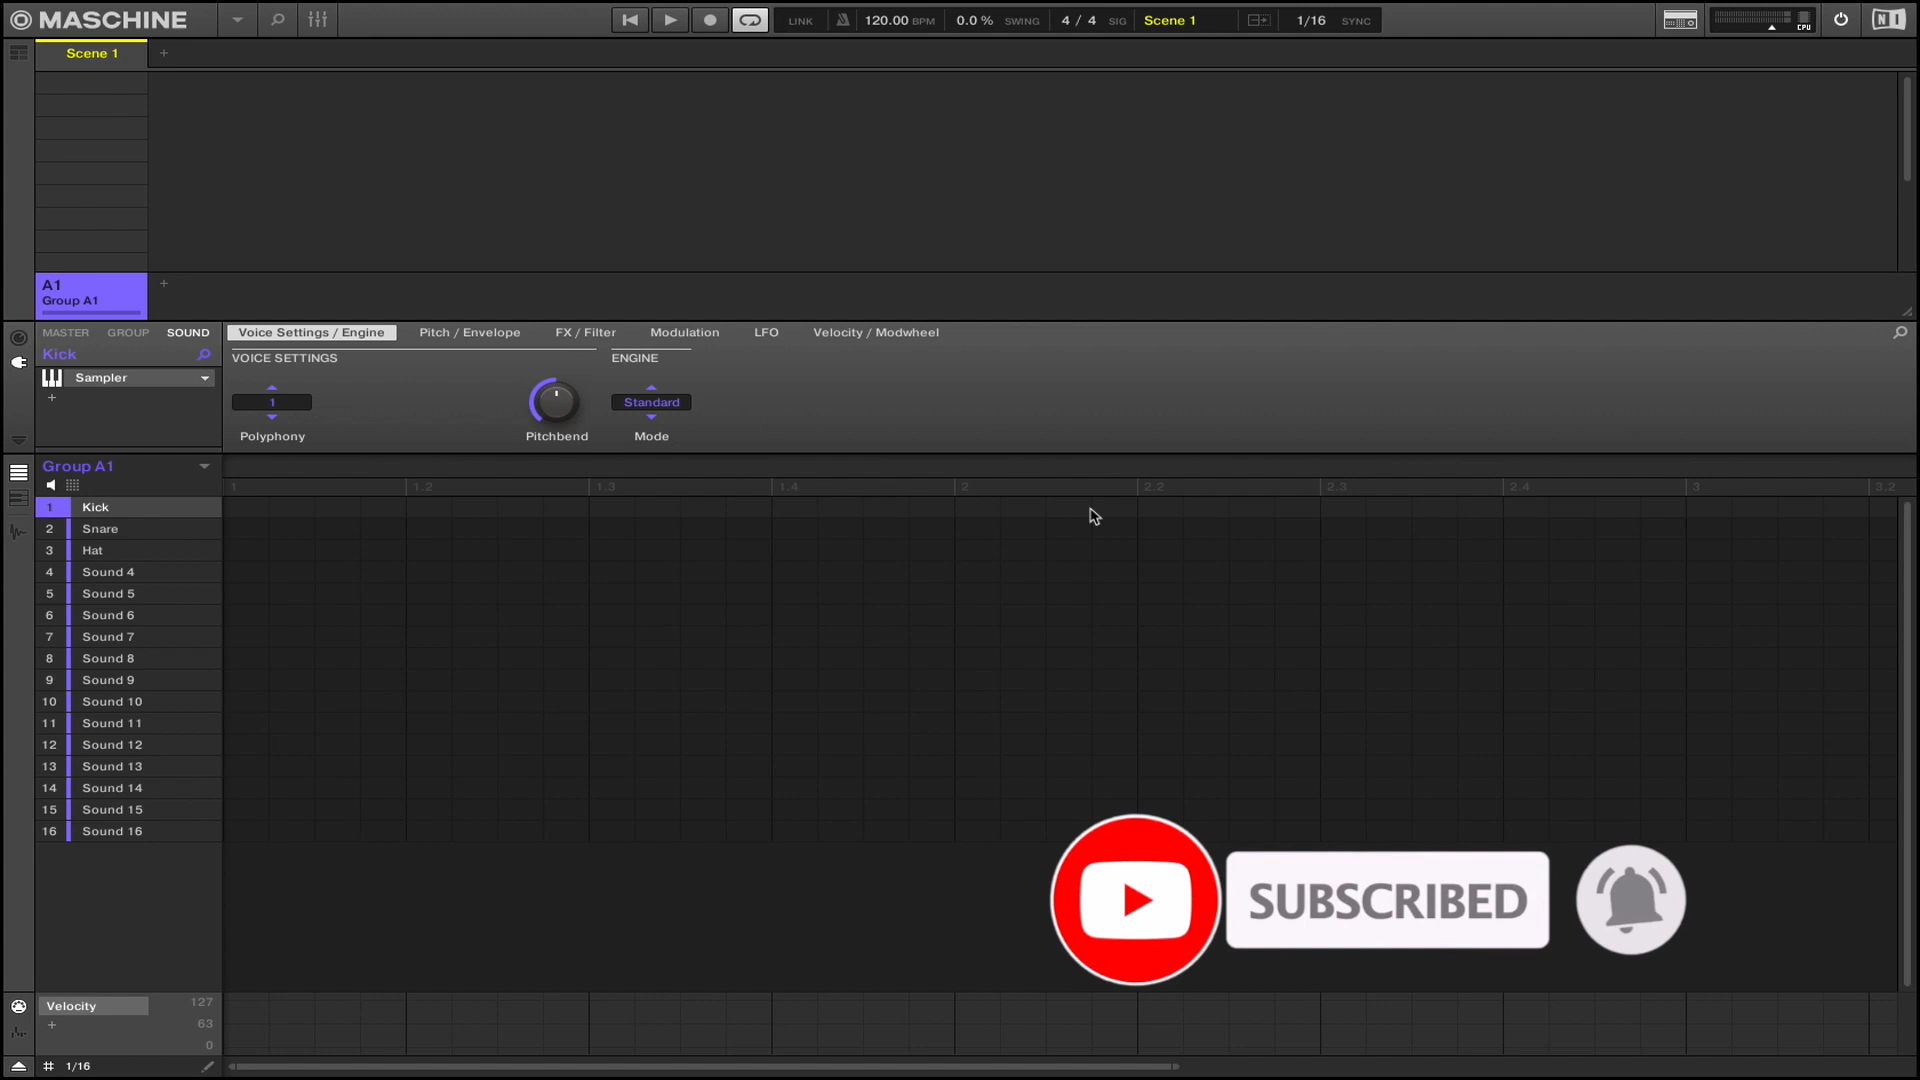 MASCHINE
LINK 120.00 BPM 0.0 % SWING 4 / 4 SIG Scene 1 1/16 SYNC
CPU
Scene 1 +
A1 +
Group A1
MASTER GROUP SOUND
Voice Settings / Engine Pitch / Envelope FX / Filter Modulation LFO Velocity / Modwheel
Kick
VOICE SETTINGS ENGINE
Sampler
+
1 Standard
Polyphony Pitchbend Mode
Group A1
1 1.2 1.3 1.4 2 2.2 2.3 2.4 3 3.2
1 Kick
2 Snare
3 Hat
4 Sound 4
5 Sound 5
6 Sound 6
7 Sound 7
8 Sound 8
9 Sound 9
10 Sound 10
11 Sound 11
12 Sound 12
13 Sound 13
14 Sound 14
15 Sound 15
16 Sound 16
SUBSCRIBED
Velocity 127
+ 63
0
1/16